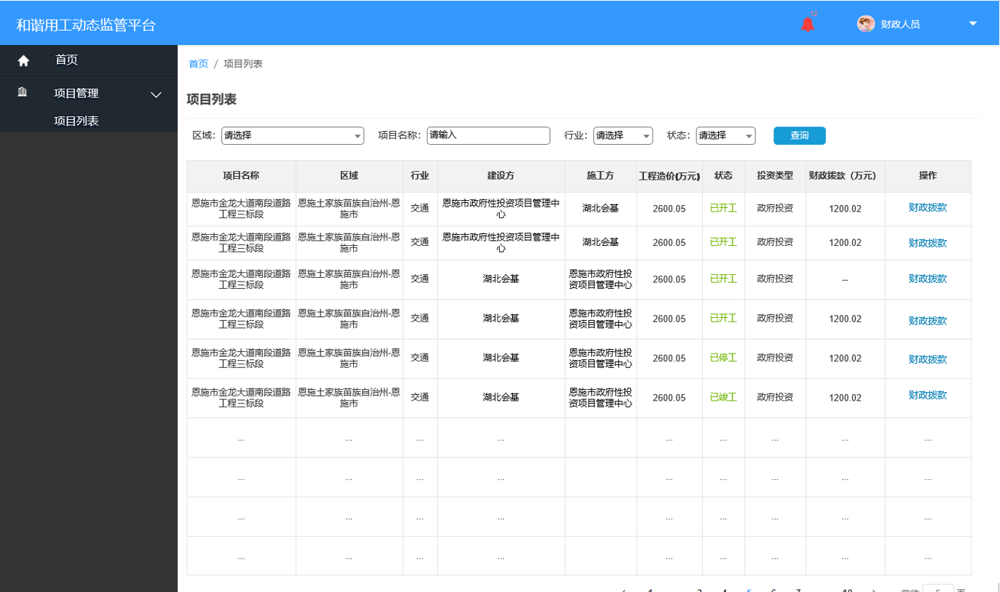 和谐用工动态监管平台
12
财政人员
首页
项目管理
项目列表
首页 / 项目列表
项目列表
区域: 请选择 项目名称: 请输入 行业: 请选择 状态: 请选择 查询
项目名称 区域 行业 建设方 施工方 工程造价(万元) 状态 投资类型 财政拨款（万元） 操作
恩施市金龙大道南段道路 恩施土家族苗族自治州-恩 交通 恩施市政府性投资项目管理中 湖北会基 2600.05 已开工 政府投资 1200.02 财政拨款
工程三标段 施市 心
恩施市金龙大道南段道路 恩施土家族苗族自治州-恩 交通 恩施市政府性投资项目管理中 湖北会基 2600.05 已开工 政府投资 1200.02 财政拨款
工程三标段 施市 心
恩施市金龙大道南段道路 恩施土家族苗族自治州-恩 交通 湖北会基 恩施市政府性投 2600.05 已开工 政府投资 -- 财政拨款
工程三标段 施市 资项目管理中心
恩施市金龙大道南段道路 恩施土家族苗族自治州-恩 交通 湖北会基 恩施市政府性投 2600.05 已开工 政府投资 1200.02 财政拨款
工程三标段 施市 资项目管理中心
恩施市金龙大道南段道路 恩施土家族苗族自治州-恩 交通 湖北会基 恩施市政府性投 2600.05 已停工 政府投资 1200.02 财政拨款
工程三标段 施市 资项目管理中心
恩施市金龙大道南段道路 恩施土家族苗族自治州-恩 交通 湖北会基 恩施市政府性投 2600.05 已竣工 政府投资 1200.02 财政拨款
工程三标段 施市 资项目管理中心
... ... ... ... ... ... ... ... ...
... ... ... ... ... ... ... ... ...
... ... ... ... ... ... ... ... ...
... ... ... ... ... ... ... ... ...